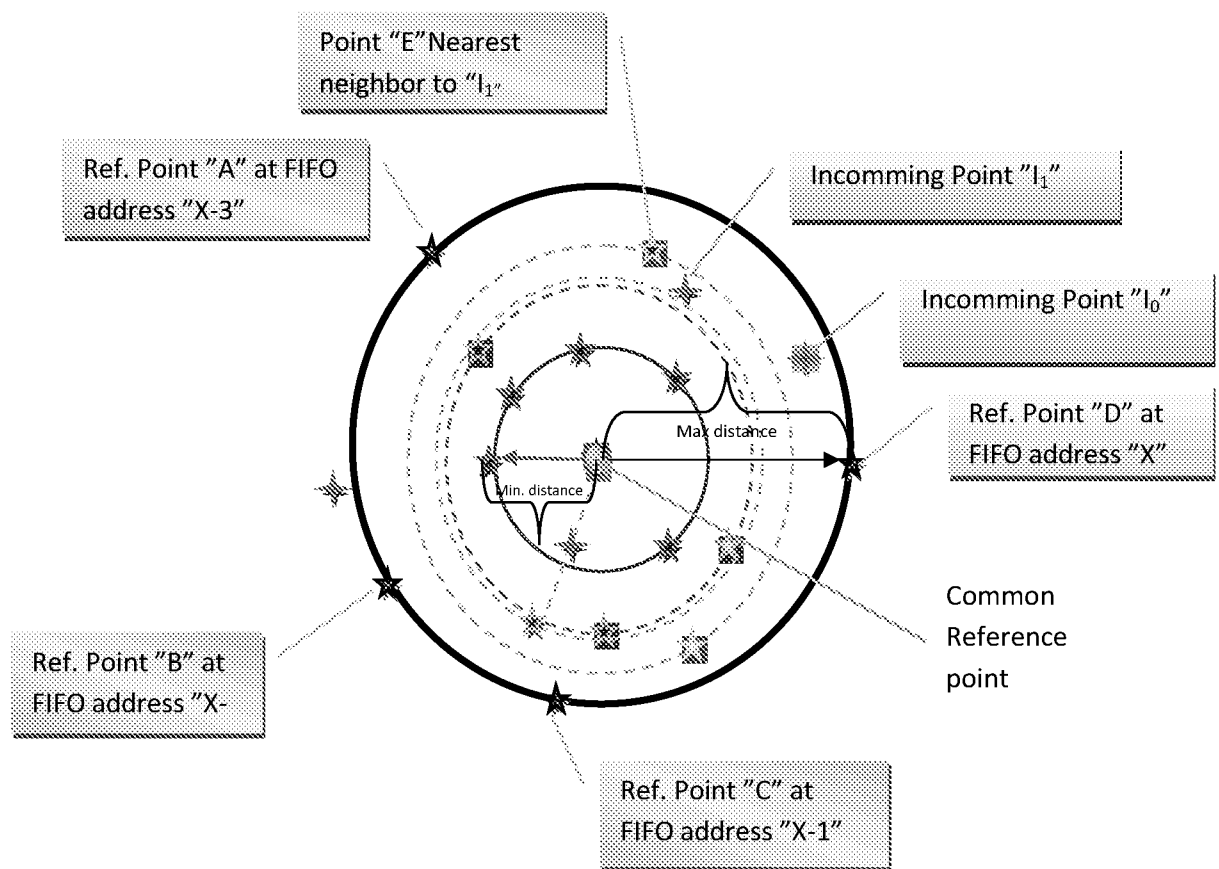 Point "E"Nearest
neighbor to "I₁"
Ref. Point "A" at FIFO
address "X-3"
Incomming Point "I₁"
Incomming Point "I₀"
Ref. Point "D" at
FIFO address "X"
Max distance
Min. distance
Common
Reference
point
Ref. Point "B" at
FIFO address "X-
Ref. Point "C" at
FIFO address "X-1"